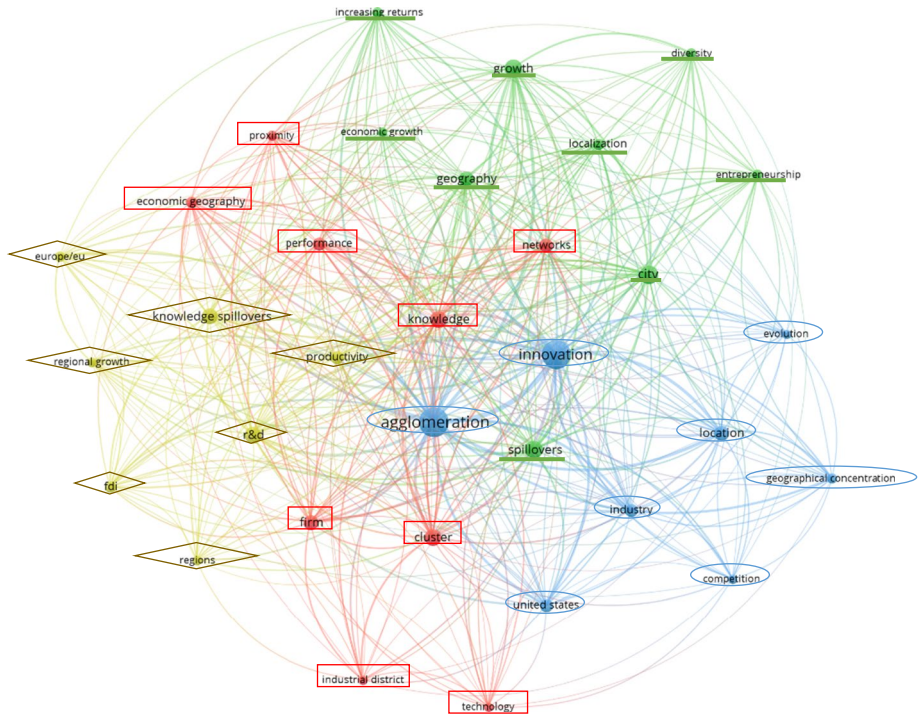 increasing returns
diversity
growth
proximity
economic growth
localization
geography
entrepreneurship
economic geography
performance
networks
europe/eu
city
knowledge spillovers
knowledge
evolution
regional growth
productivity
innovation
agglomeration
r&d
location
spillovers
geographical concentration
fdi
industry
firm
cluster
regions
competition
united states
industrial district
technology